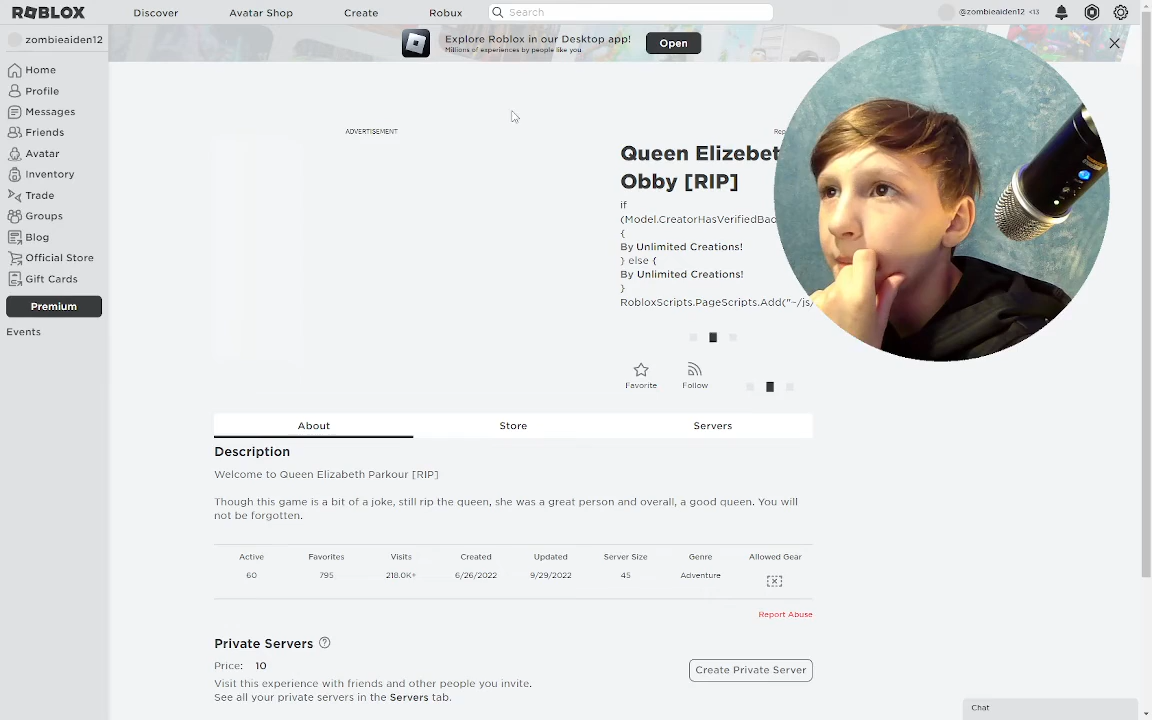 ROBLOX
Discover
Avatar Shop
Create
Robux
Search
@zombieaiden12 <13
zombieaiden12
Explore Roblox in our Desktop app!
Millions of experiences by people like you
Open
Home
Profile
Messages
Friends
Avatar
Inventory
Trade
Groups
Blog
Official Store
Gift Cards
Premium
Events
ADVERTISEMENT
Queen Elizebet
Obby [RIP]
if
(Model.CreatorHasVerifiedBad
{
By Unlimited Creations!
} else {
By Unlimited Creations!
}
RobloxScripts.PageScripts.Add("~/js/
Favorite
Follow
About
Store
Servers
Description
Welcome to Queen Elizabeth Parkour [RIP]
Though this game is a bit of a joke, still rip the queen, she was a great person and overall, a good queen. You will
not be forgotten.
Active
Favorites
Visits
Created
Updated
Server Size
Genre
Allowed Gear
60
795
218.0K+
6/26/2022
9/29/2022
45
Adventure
Report Abuse
Private Servers
Price: 10
Create Private Server
Visit this experience with friends and other people you invite.
See all your private servers in the Servers tab.
Chat